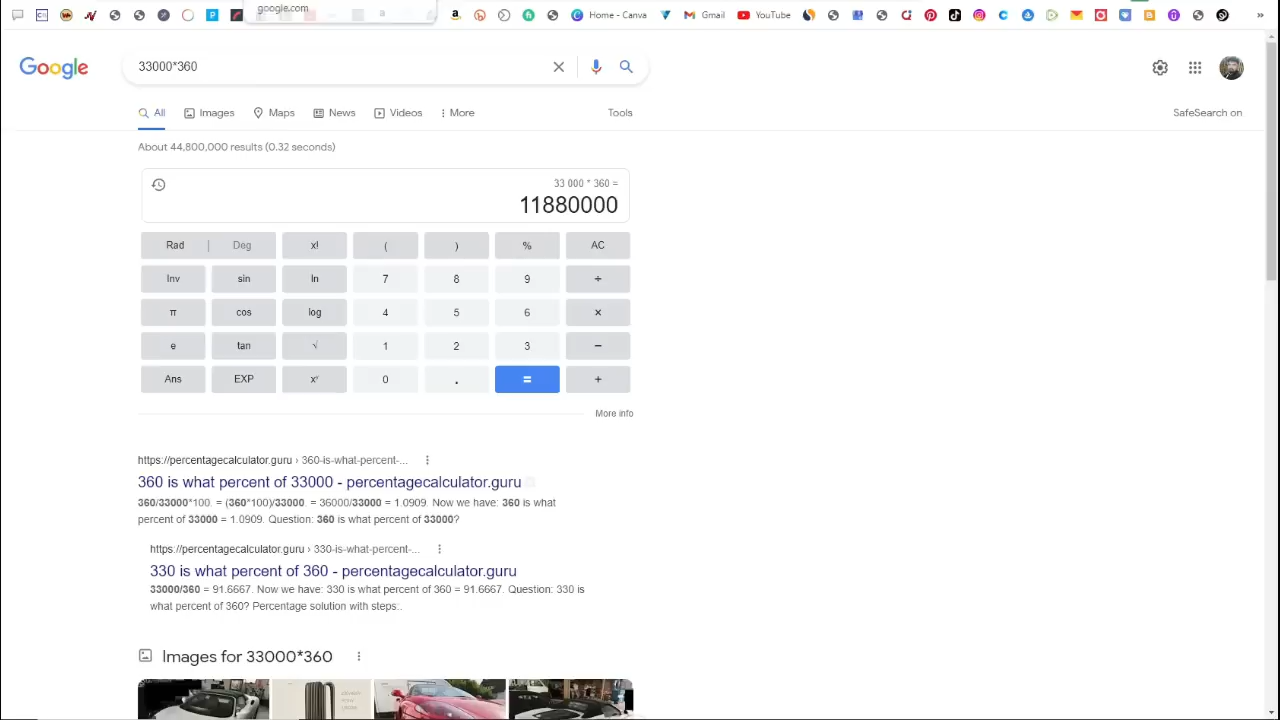 google.com
Home - Canva
Gmail
YouTube
»
Google
33000*360
All
Images
Maps
News
Videos
More
Tools
SafeSearch on
About 44,800,000 results (0.32 seconds)
33 000 * 360 =
11880000
Rad | Deg x! ( ) % AC
Inv sin ln 7 8 9 ÷
π cos log 4 5 6 ×
e tan √ 1 2 3 −
Ans EXP xʸ 0 . = +
More info
https://percentagecalculator.guru › 360-is-what-percent-...
360 is what percent of 33000 - percentagecalculator.guru
360/33000*100. = (360*100)/33000. = 36000/33000 = 1.0909. Now we have: 360 is what
percent of 33000 = 1.0909. Question: 360 is what percent of 33000?
https://percentagecalculator.guru › 330-is-what-percent-...
330 is what percent of 360 - percentagecalculator.guru
33000/360 = 91.6667. Now we have: 330 is what percent of 360 = 91.6667. Question: 330 is
what percent of 360? Percentage solution with steps..
Images for 33000*360